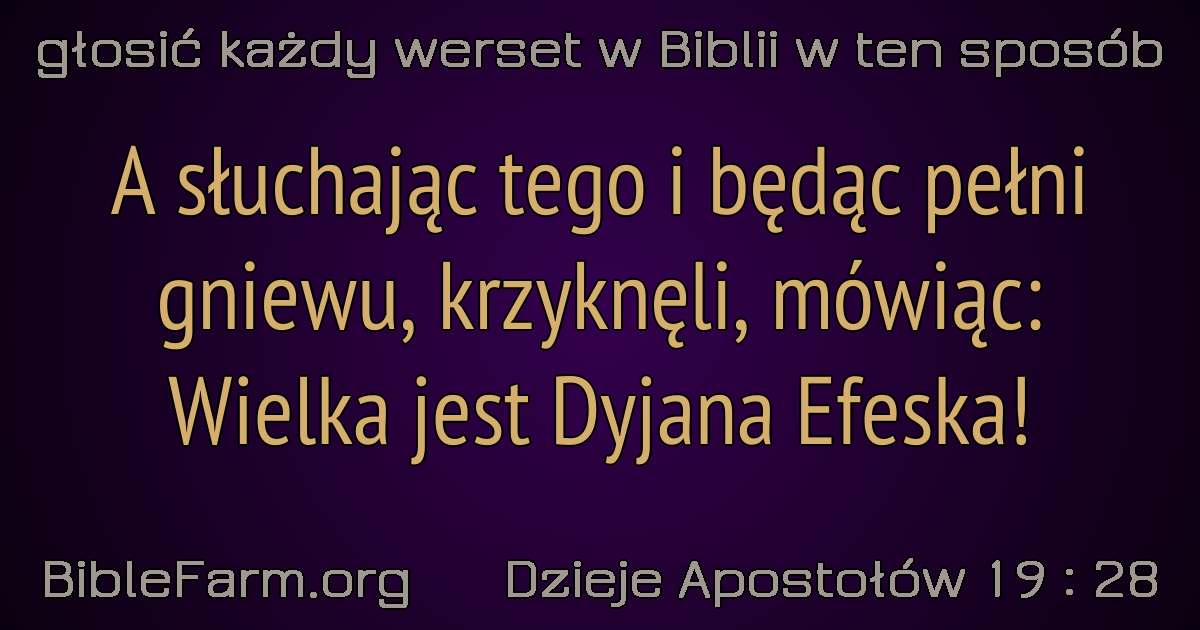 głosić każdy werset w Biblii w ten sposób
A słuchając tego i będąc pełni
gniewu, krzyknęli, mówiąc:
Wielka jest Dyjana Efeska!
BibleFarm.org Dzieje Apostołów 19 : 28